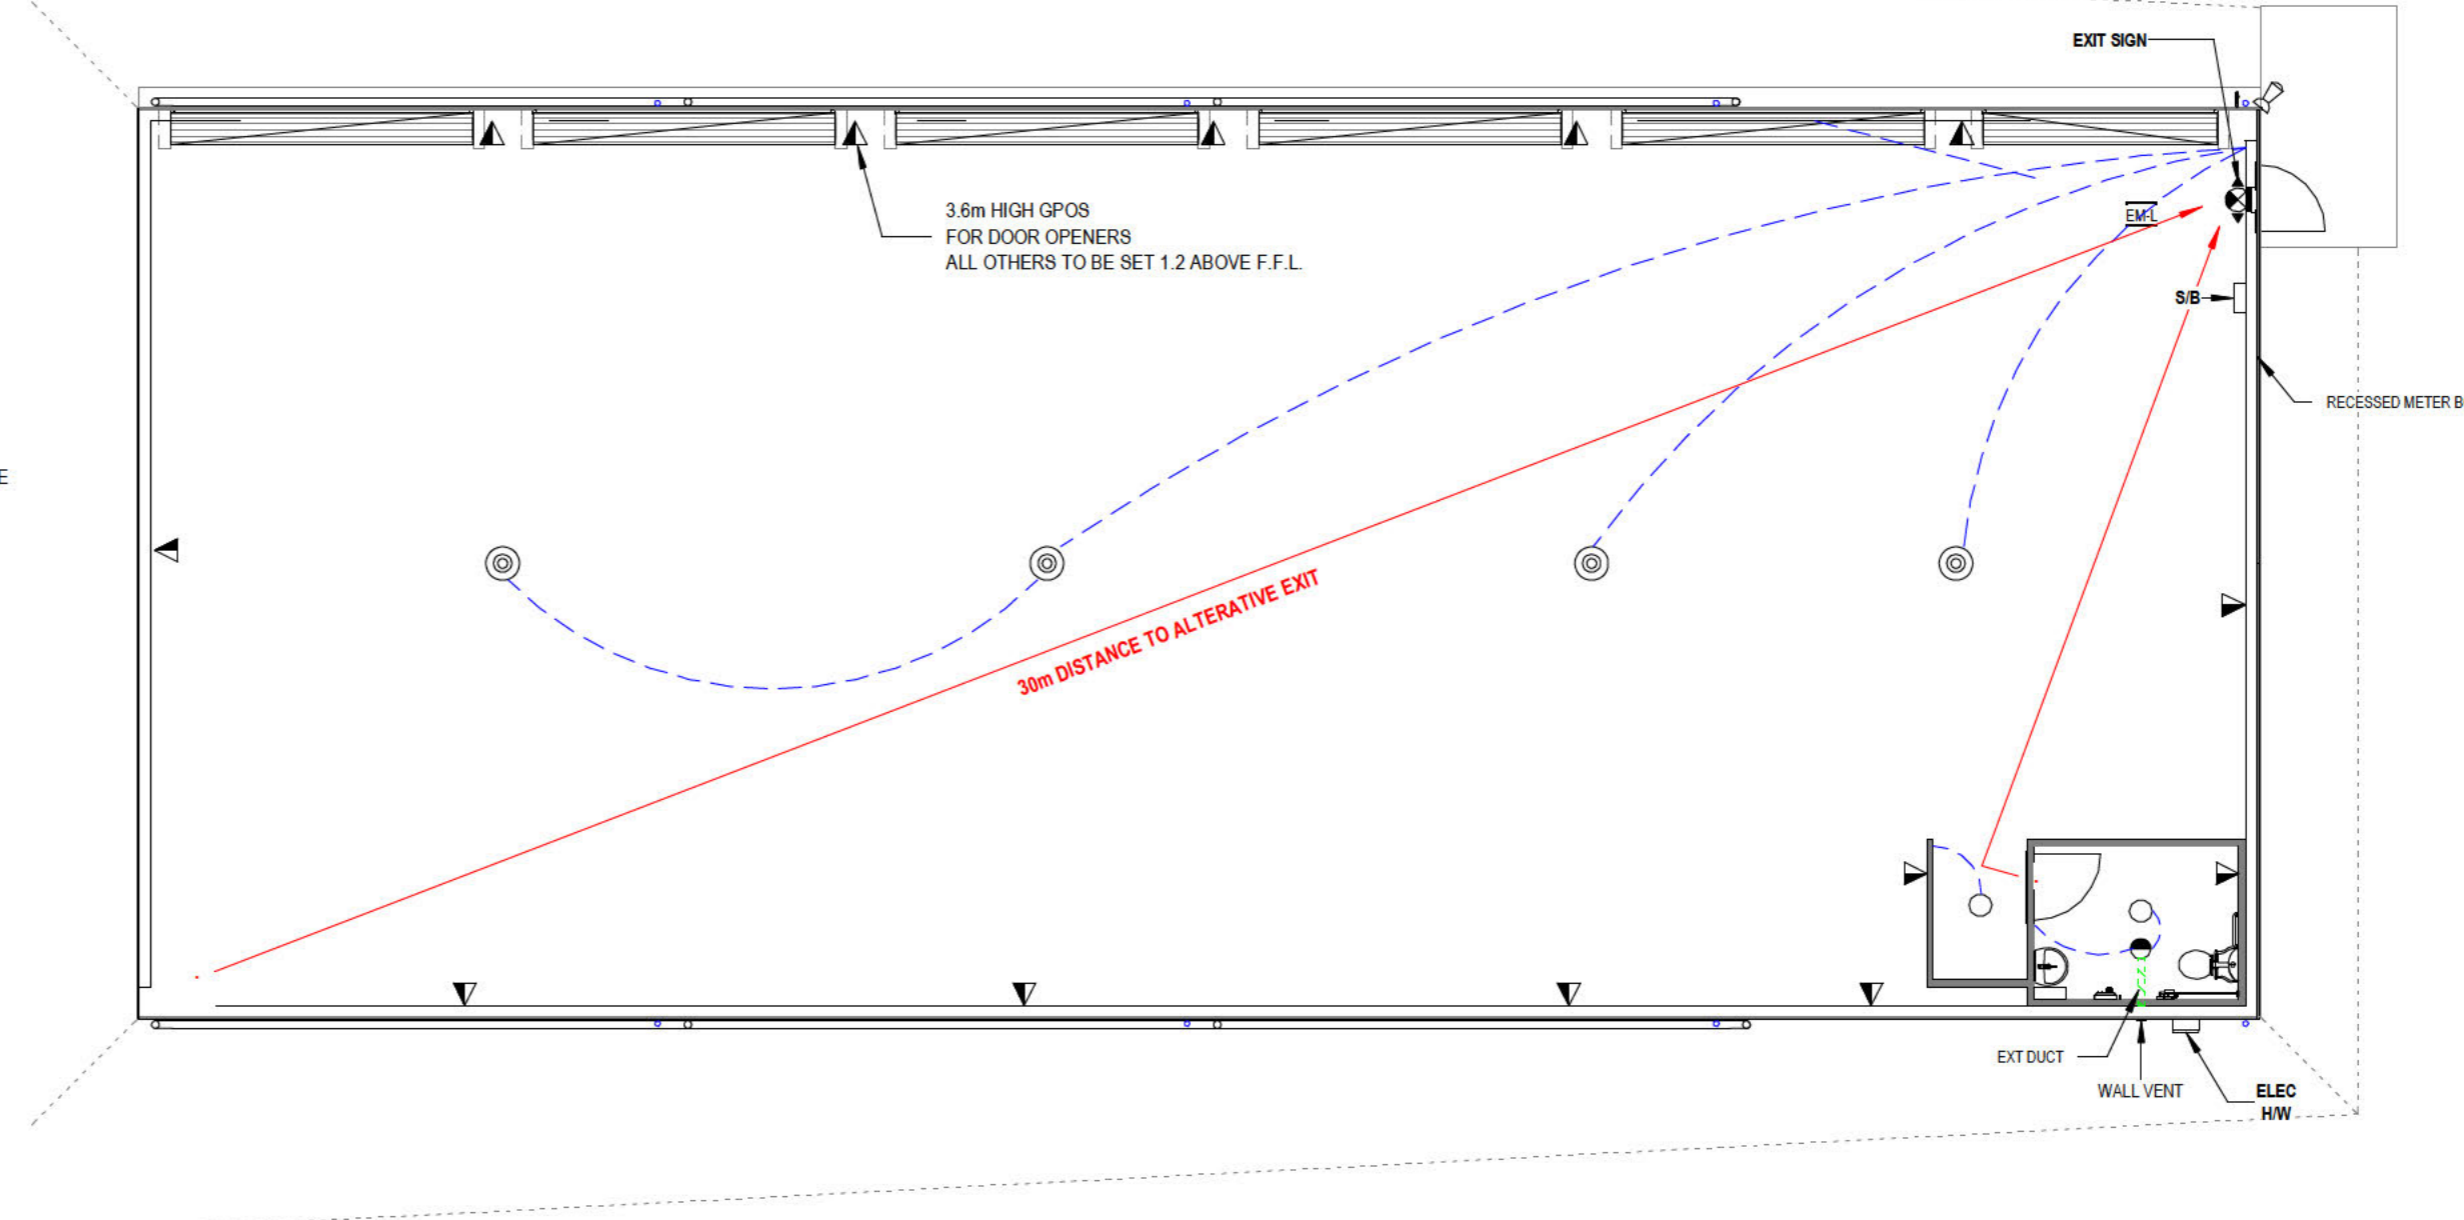 EXIT SIGN
3.6m HIGH GPOS
FOR DOOR OPENERS
ALL OTHERS TO BE SET 1.2 ABOVE F.F.L.
EM-L
S/B
RECESSED METER B
E
30m DISTANCE TO ALTERATIVE EXIT
EXT DUCT
WALL VENT
ELEC
H/W